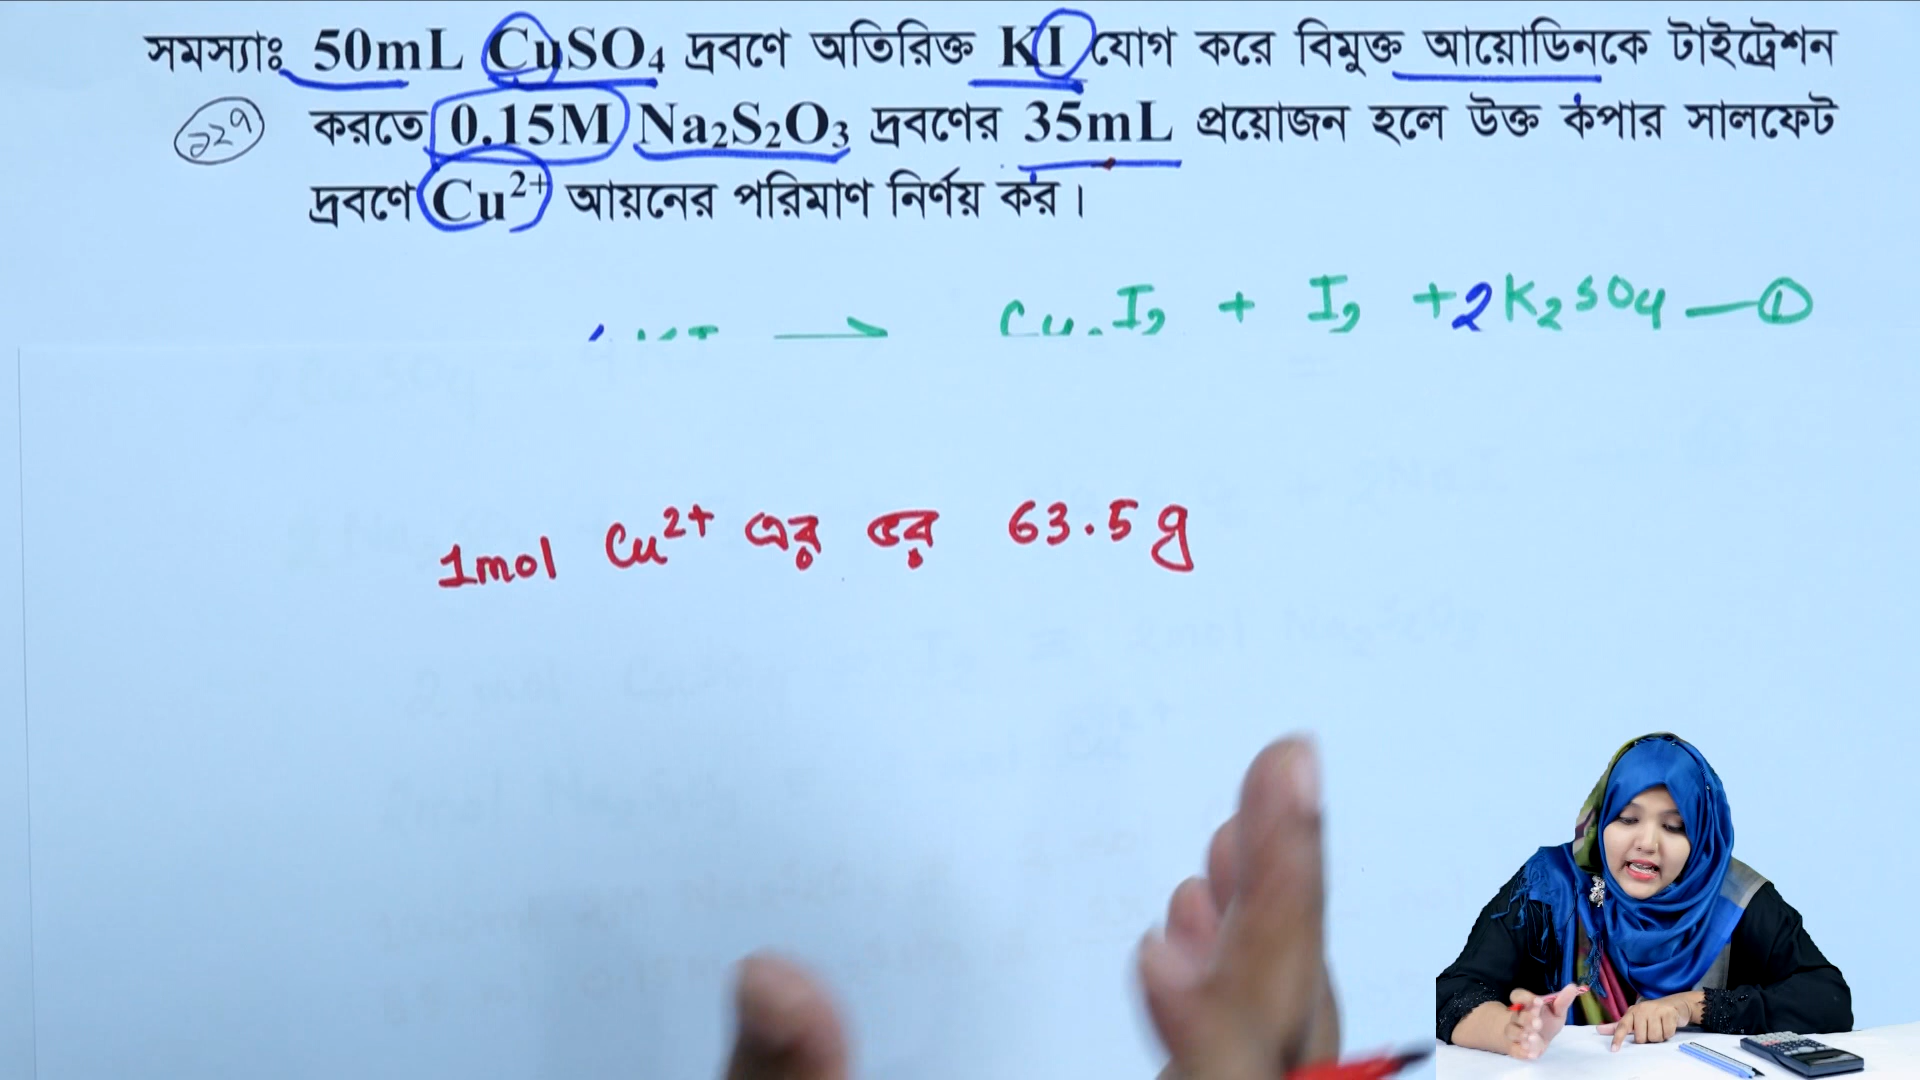 সমস্যাঃ 50mL CuSO₄ দ্রবণে অতিরিক্ত KI যোগ করে বিমুক্ত আয়োডিনকে টাইট্রেশন
করতে 0.15M Na₂S₂O₃ দ্রবণের 35mL প্রয়োজন হলে উক্ত কপার সালফেট
দ্রবণে Cu²⁺ আয়নের পরিমাণ নির্ণয় কর।
২২৭
→ Cu₂I₂ + I₂ + 2K₂SO₄ — ①
1mol Cu²⁺ এর ভর 63.5 g